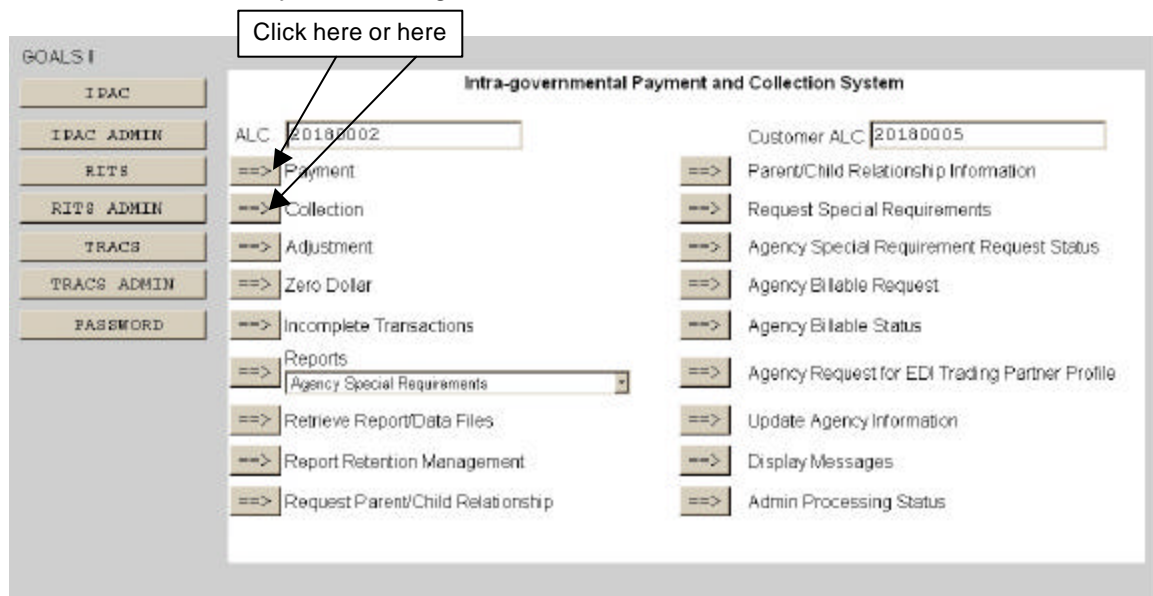 Click here or here
GOALS II
Intra-governmental Payment and Collection System
IPAC
IPAC ADMIN
RITS
RITS ADMIN
TRACS
TRACS ADMIN
PASSWORD
ALC 20180002
Customer ALC 20180005
==> Payment
==> Parent/Child Relationship Information
==> Collection
==> Request Special Requirements
==> Adjustment
==> Agency Special Requirement Request Status
==> Zero Dollar
==> Agency Billable Request
==> Incomplete Transactions
==> Agency Billable Status
==> Reports
Agency Special Requirements
==> Agency Request for EDI Trading Partner Profile
==> Retrieve Report/Data Files
==> Update Agency Information
==> Report Retention Management
==> Display Messages
==> Request Parent/Child Relationship
==> Admin Processing Status